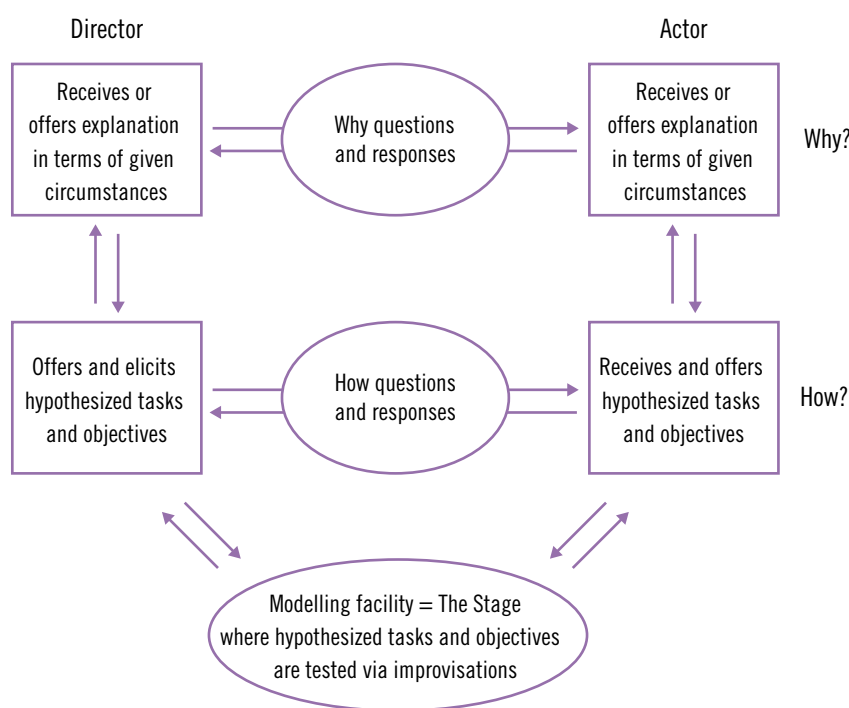 Director
Actor
Receives or
offers explanation
in terms of given
circumstances
Why questions
and responses
Receives or
offers explanation
in terms of given
circumstances
Why?
Offers and elicits
hypothesized tasks
and objectives
How questions
and responses
Receives and offers
hypothesized tasks
and objectives
How?
Modelling facility = The Stage
where hypothesized tasks and objectives
are tested via improvisations